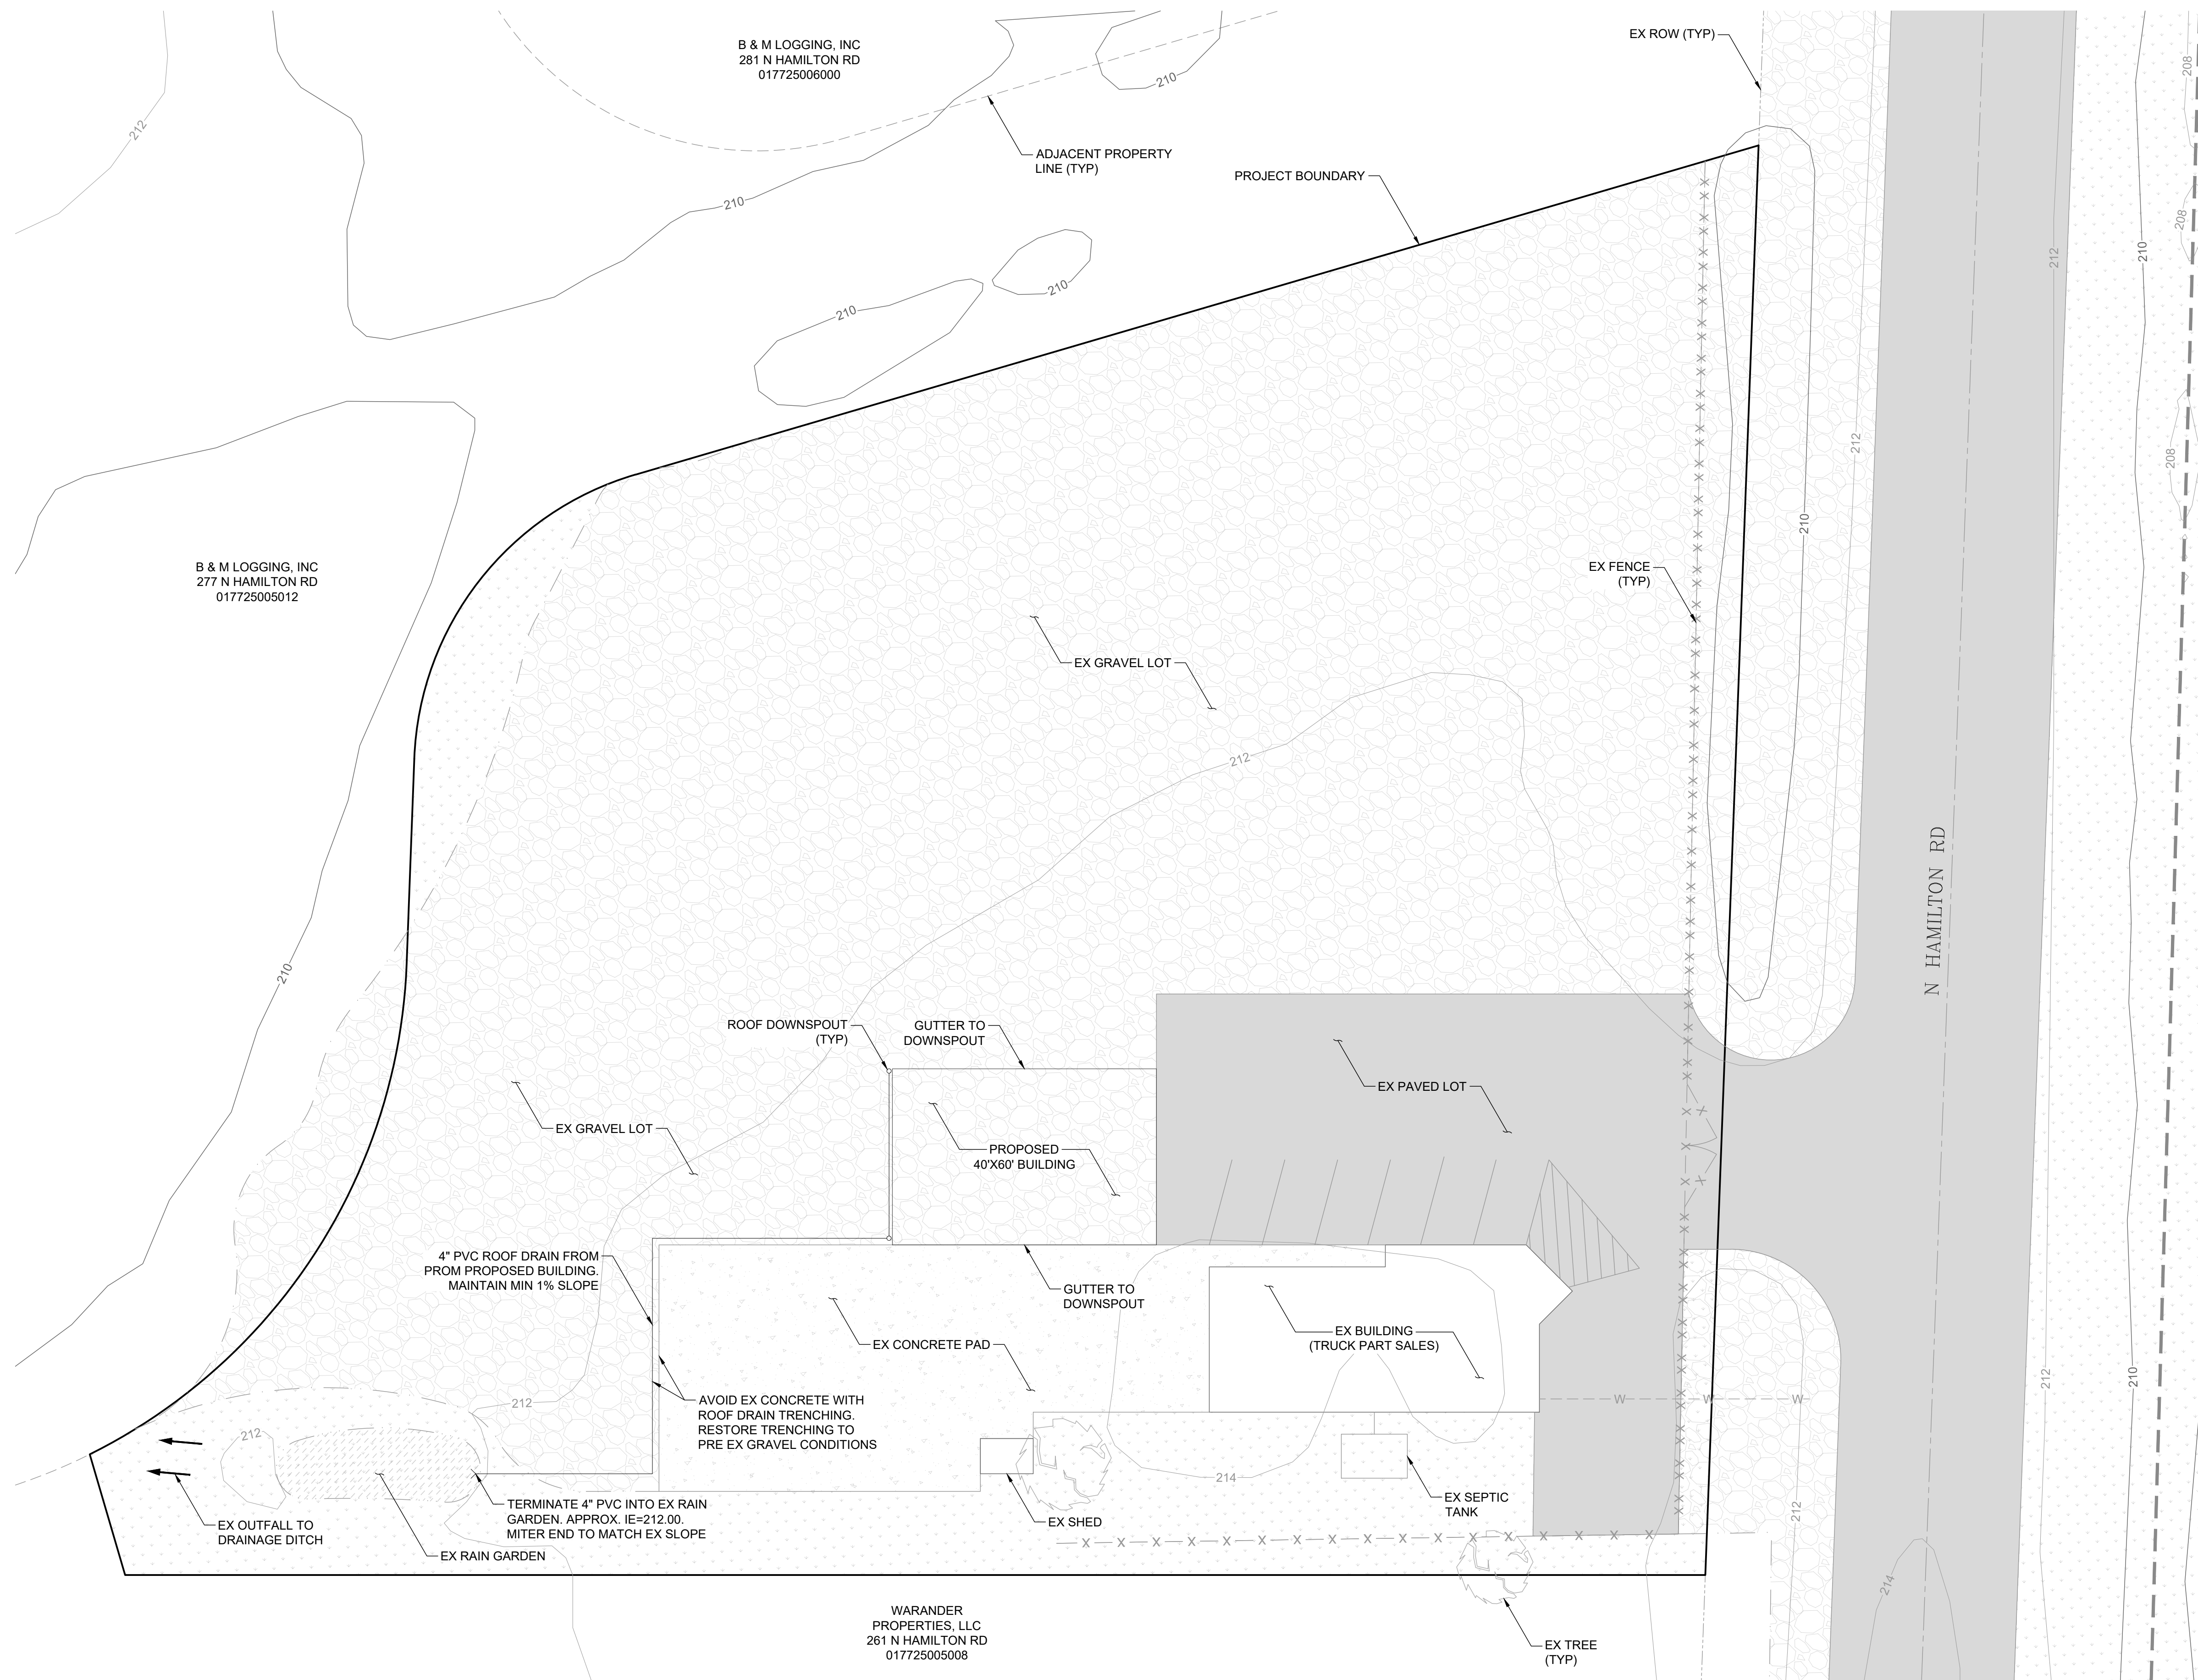 B & M LOGGING, INC
281 N HAMILTON RD
017725006000
EX ROW (TYP)
210
208
212
ADJACENT PROPERTY
LINE (TYP)
PROJECT BOUNDARY
210
208
210
212
210
210
212
208
210
B & M LOGGING, INC
277 N HAMILTON RD
017725005012
EX FENCE
(TYP)
EX GRAVEL LOT
212
N HAMILTON RD
210
ROOF DOWNSPOUT
(TYP)
GUTTER TO
DOWNSPOUT
EX PAVED LOT
EX GRAVEL LOT
PROPOSED
40'X60' BUILDING
4" PVC ROOF DRAIN FROM
PROM PROPOSED BUILDING.
MAINTAIN MIN 1% SLOPE
GUTTER TO
DOWNSPOUT
EX CONCRETE PAD
EX BUILDING
(TRUCK PART SALES)
212
210
W W W
212
AVOID EX CONCRETE WITH
ROOF DRAIN TRENCHING.
RESTORE TRENCHING TO
PRE EX GRAVEL CONDITIONS
212
214
EX SEPTIC
TANK
212
TERMINATE 4" PVC INTO EX RAIN
GARDEN. APPROX. IE=212.00.
MITER END TO MATCH EX SLOPE
EX SHED
EX OUTFALL TO
DRAINAGE DITCH
EX RAIN GARDEN
214
WARANDER
PROPERTIES, LLC
261 N HAMILTON RD
017725005008
EX TREE
(TYP)